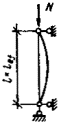 N
l = l_ef